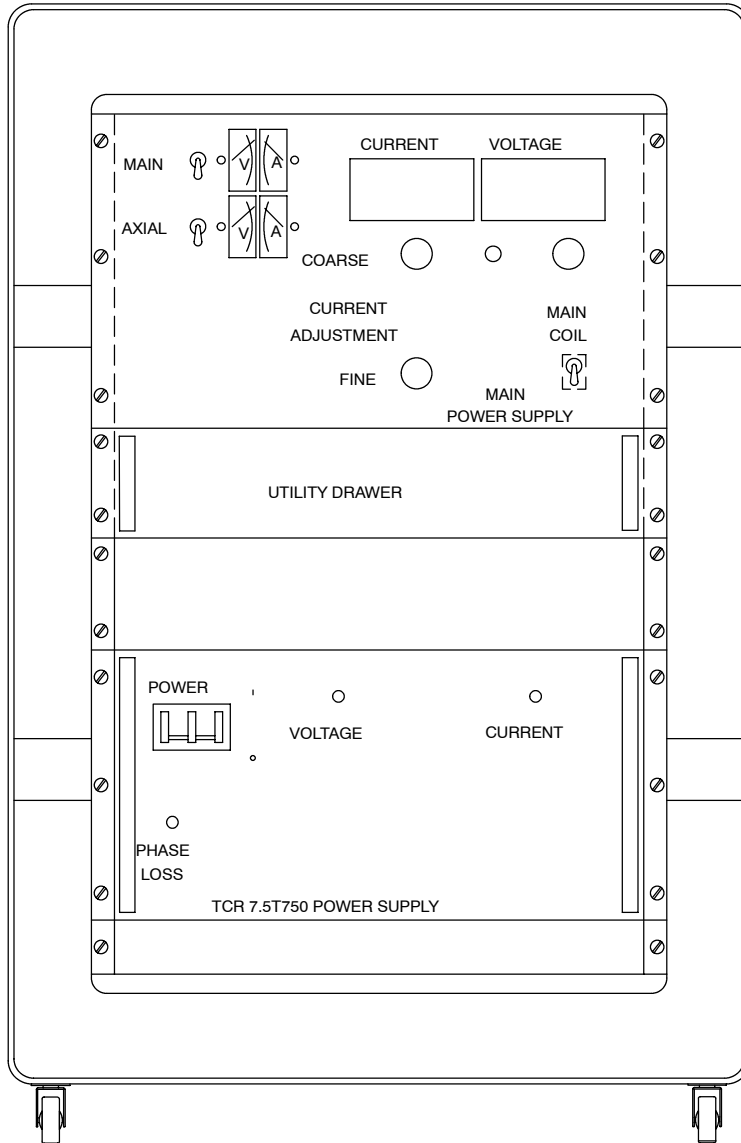 CURRENT VOLTAGE
MAIN V A
AXIAL V A
COARSE
CURRENT
ADJUSTMENT
MAIN
COIL
FINE
MAIN
POWER SUPPLY
UTILITY DRAWER
POWER
VOLTAGE CURRENT
PHASE
LOSS
TCR 7.5T750 POWER SUPPLY